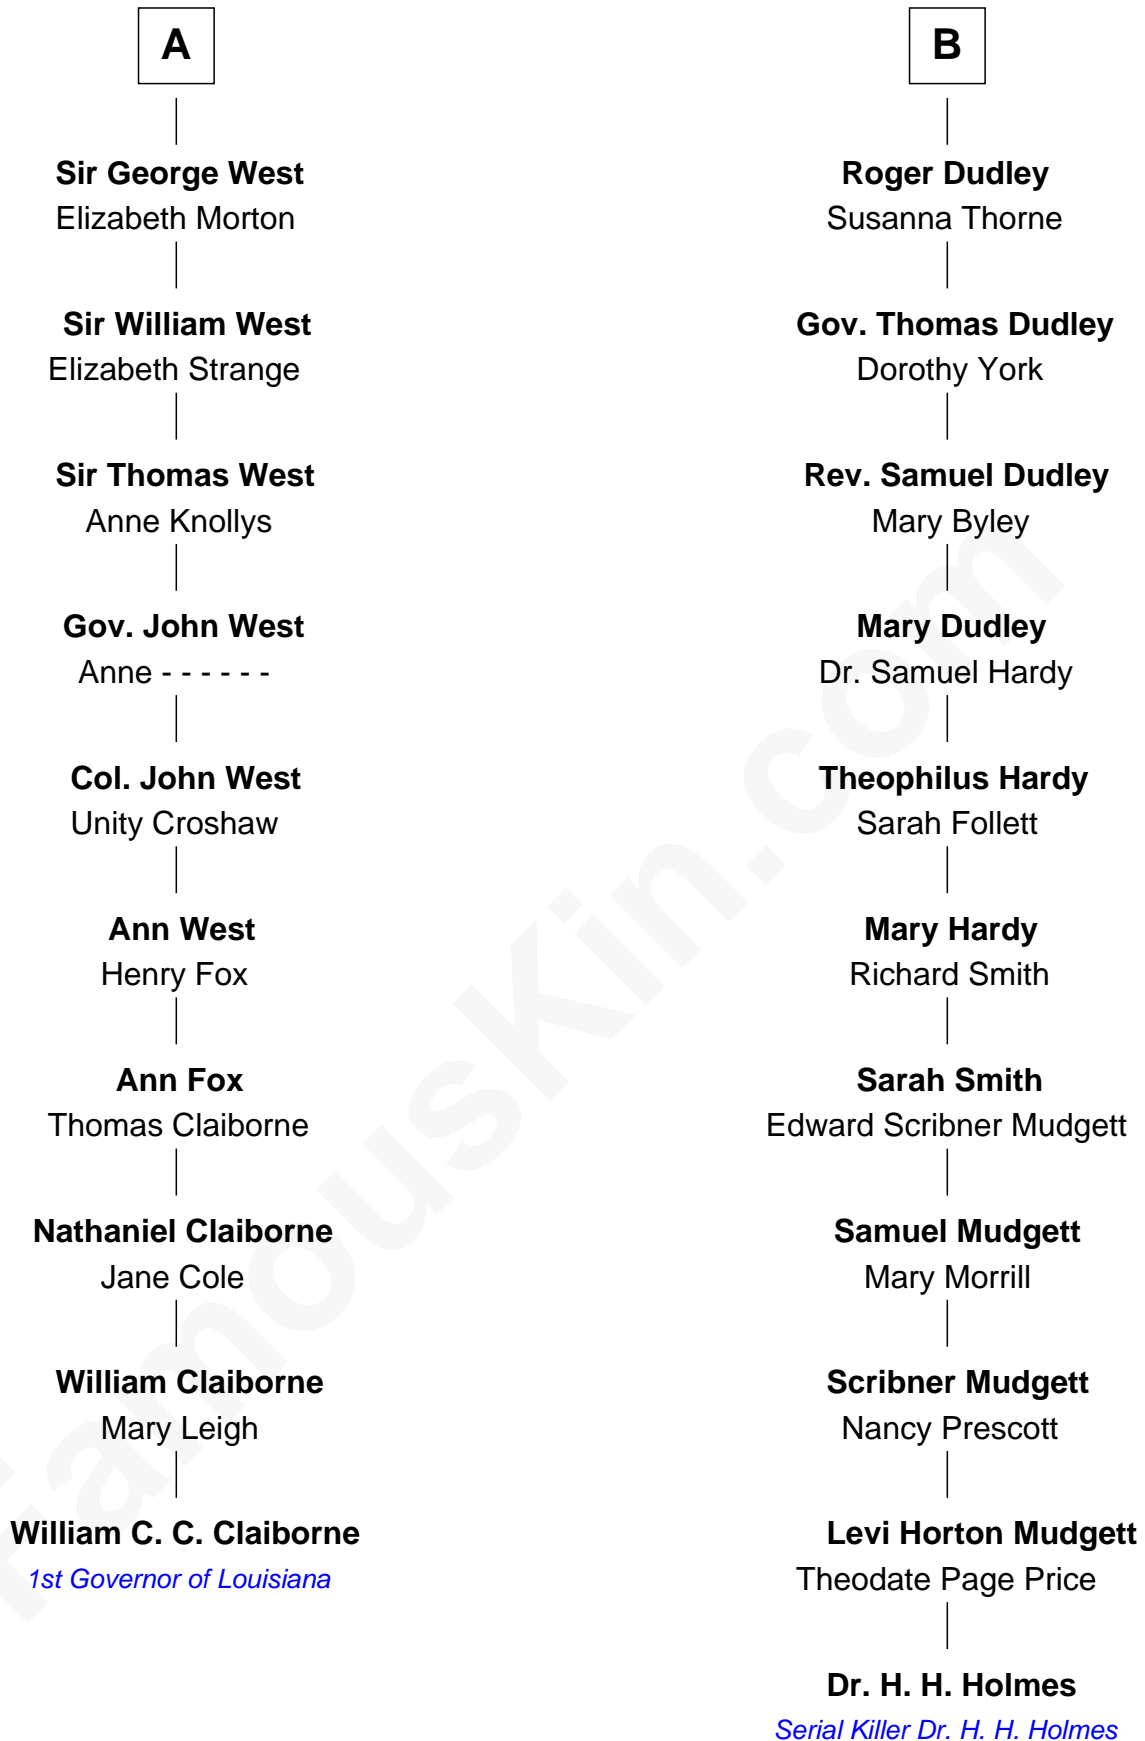 A
Sir George West
Elizabeth Morton
Sir William West
Elizabeth Strange
Sir Thomas West
Anne Knollys
Gov. John West
Anne - - - - - -
Col. John West
Unity Croshaw
Ann West
Henry Fox
Ann Fox
Thomas Claiborne
Nathaniel Claiborne
Jane Cole
William Claiborne
Mary Leigh
William C. C. Claiborne
1st Governor of Louisiana
B
Roger Dudley
Susanna Thorne
Gov. Thomas Dudley
Dorothy York
Rev. Samuel Dudley
Mary Byley
Mary Dudley
Dr. Samuel Hardy
Theophilus Hardy
Sarah Follett
Mary Hardy
Richard Smith
Sarah Smith
Edward Scribner Mudgett
Samuel Mudgett
Mary Morrill
Scribner Mudgett
Nancy Prescott
Levi Horton Mudgett
Theodate Page Price
Dr. H. H. Holmes
Serial Killer Dr. H. H. Holmes
FamousKin.com